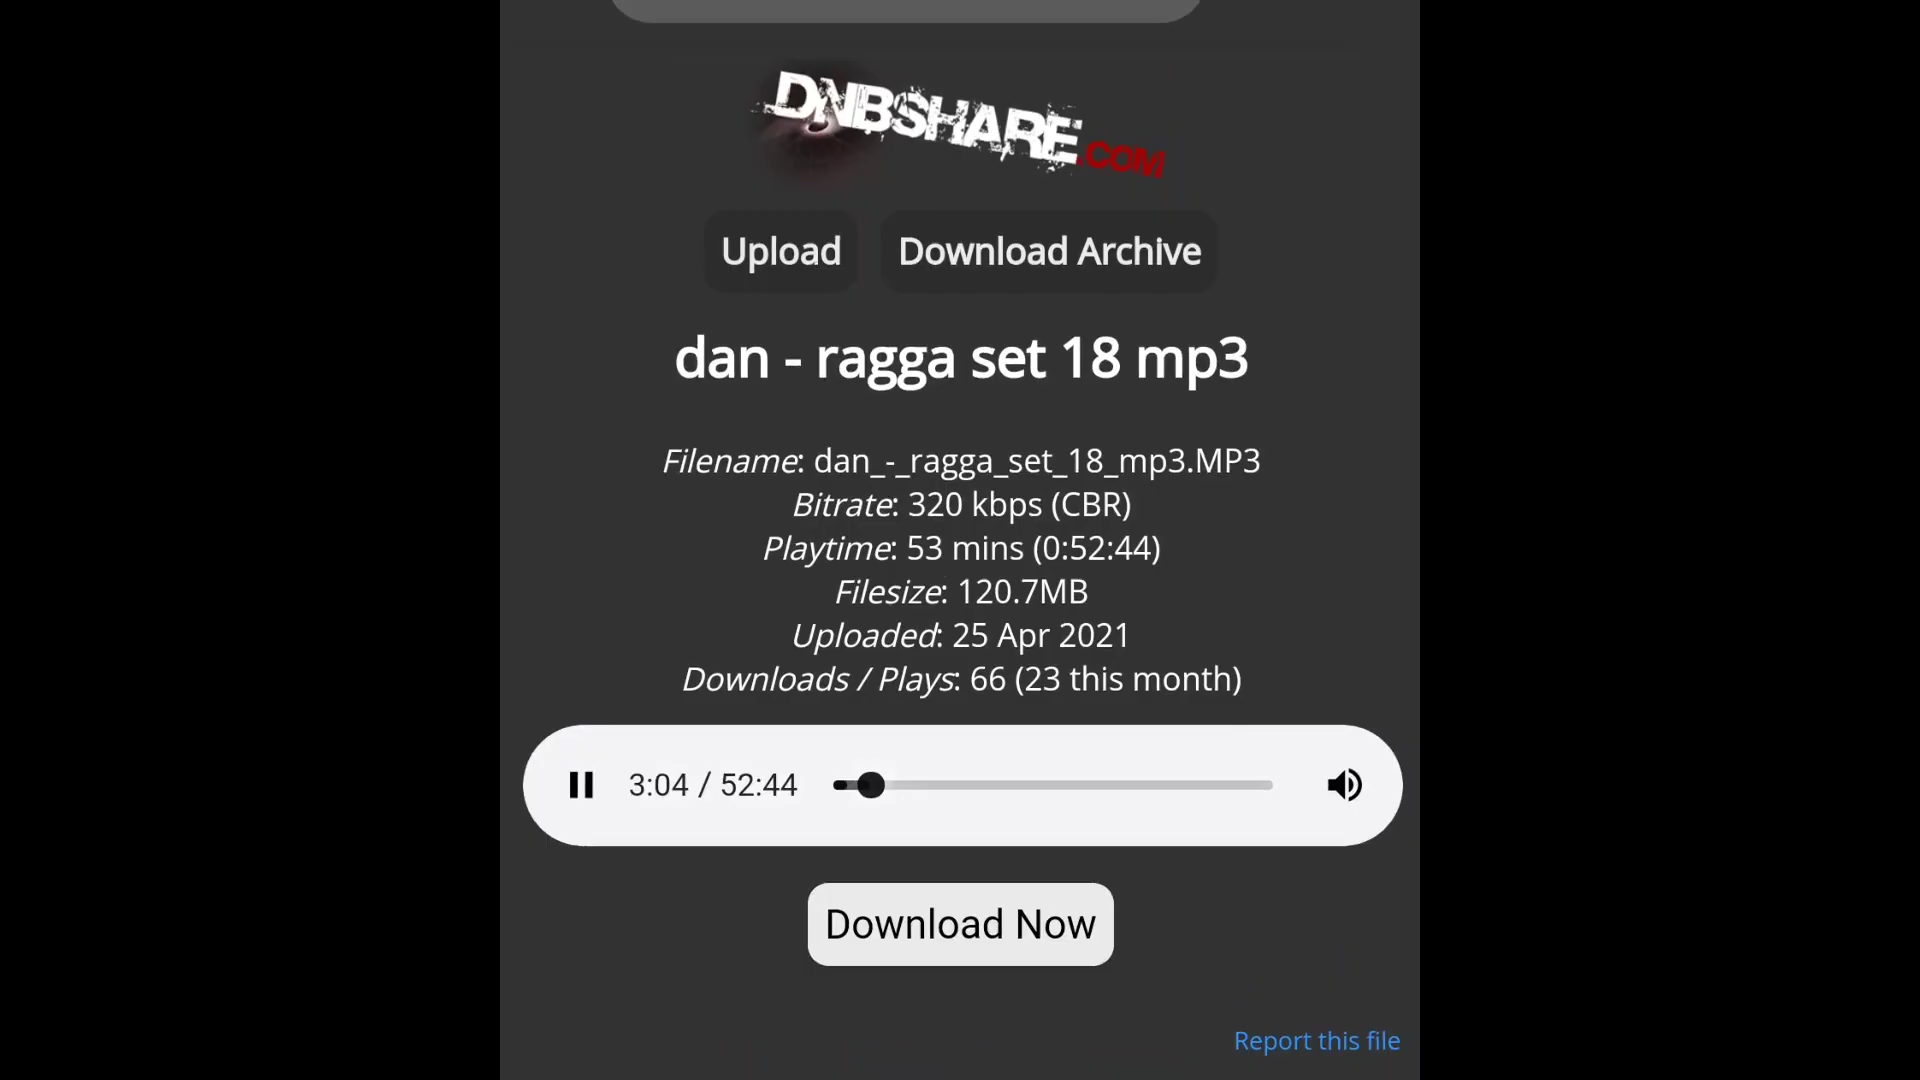 DNBSHARE.COM
Upload Download Archive
dan - ragga set 18 mp3
Filename: dan_-_ragga_set_18_mp3.MP3
Bitrate: 320 kbps (CBR)
Playtime: 53 mins (0:52:44)
Filesize: 120.7MB
Uploaded: 25 Apr 2021
Downloads / Plays: 66 (23 this month)
3:04 / 52:44
Download Now
Report this file